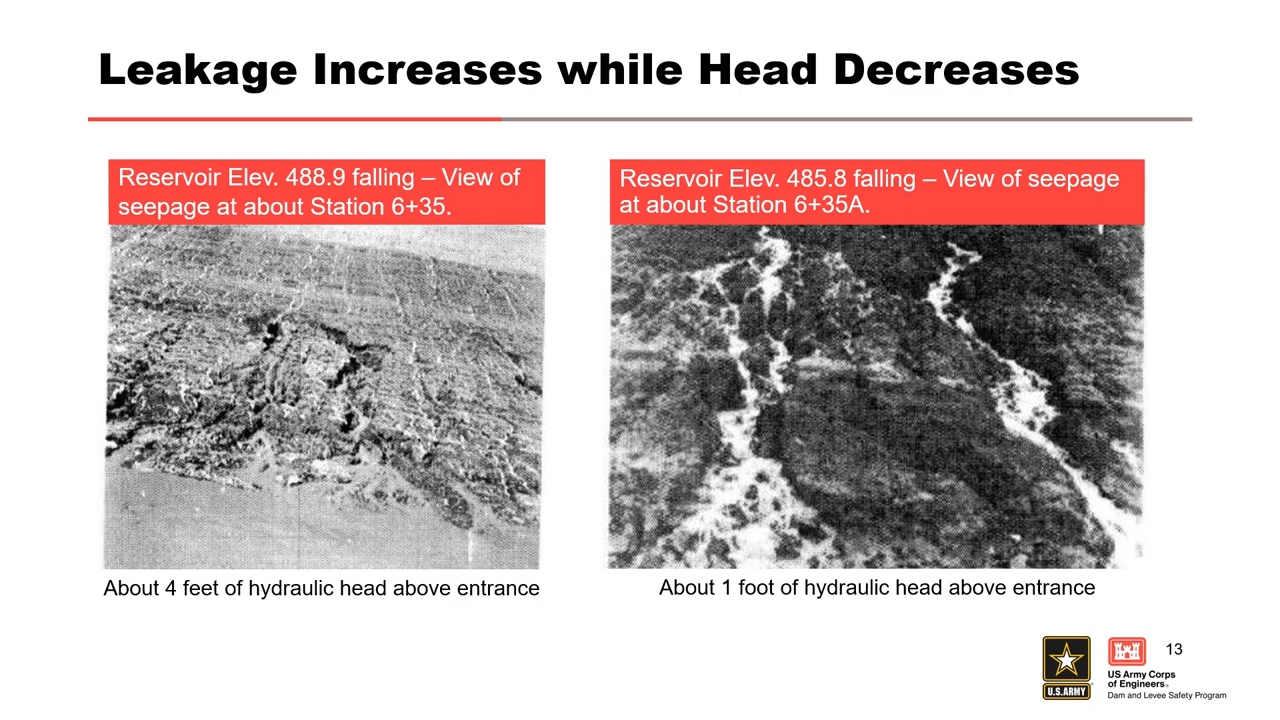 Leakage Increases while Head Decreases
Reservoir Elev. 488.9 falling – View of
seepage at about Station 6+35.
Reservoir Elev. 485.8 falling – View of seepage
at about Station 6+35A.
About 4 feet of hydraulic head above entrance
About 1 foot of hydraulic head above entrance
U.S.ARMY
US Army Corps
of Engineers®
Dam and Levee Safety Program
13